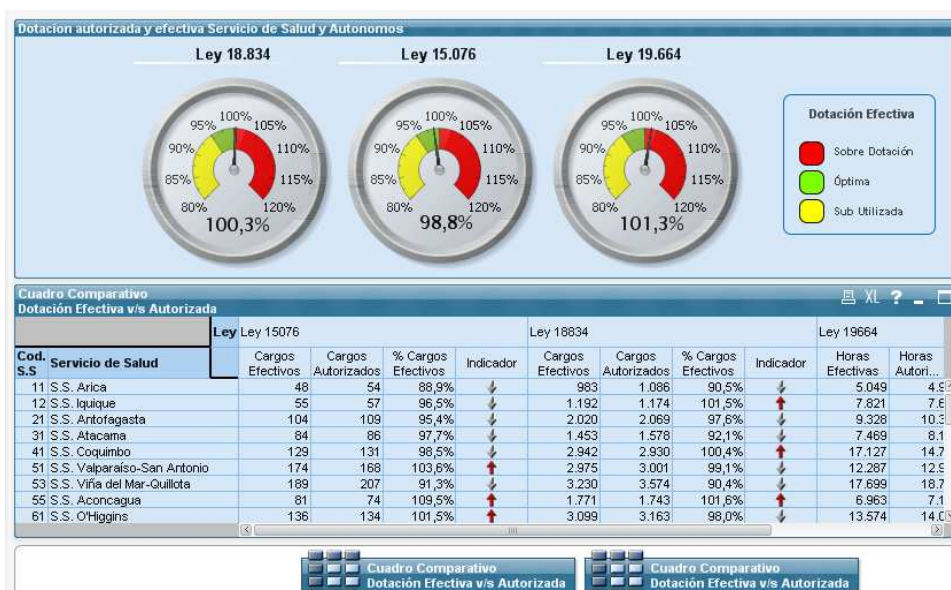 Dotacion autorizada y efectiva Servicio de Salud y Autonomos
Ley 18.834 Ley 15.076 Ley 19.664
80% 85% 90% 95% 100% 105% 110% 115% 120%
100,3%
80% 85% 90% 95% 100% 105% 110% 115% 120%
98,8%
80% 85% 90% 95% 100% 105% 110% 115% 120%
101,3%
Dotación Efectiva
Sobre Dotación
Óptima
Sub Utilizada
Cuadro Comparativo
Dotación Efectiva v/s Autorizada
XL ?
Ley Ley 15076 Ley 18834 Ley 19664
Cod. S.S Servicio de Salud Cargos Efectivos Cargos Autorizados % Cargos Efectivos Indicador Cargos Efectivos Cargos Autorizados % Cargos Efectivos Indicador Horas Efectivas Horas Autori...
11 S.S. Arica 48 54 88,9% 983 1.086 90,5% 5.049
12 S.S. Iquique 55 57 96,5% 1.192 1.174 101,5% 7.821
21 S.S. Antofagasta 104 109 95,4% 2.020 2.069 97,6% 9.328
31 S.S. Atacama 84 86 97,7% 1.453 1.578 92,1% 7.469
41 S.S. Coquimbo 129 131 98,5% 2.942 2.930 100,4% 17.127
51 S.S. Valparaíso-San Antonio 174 168 103,6% 2.975 3.001 99,1% 12.287
53 S.S. Viña del Mar-Quillota 189 207 91,3% 3.230 3.574 90,4% 17.699
55 S.S. Aconcagua 81 74 109,5% 1.771 1.743 101,6% 6.963
61 S.S. O'Higgins 136 134 101,5% 3.099 3.163 98,0% 13.574
Cuadro Comparativo
Dotación Efectiva v/s Autorizada
Cuadro Comparativo
Dotación Efectiva v/s Autorizada